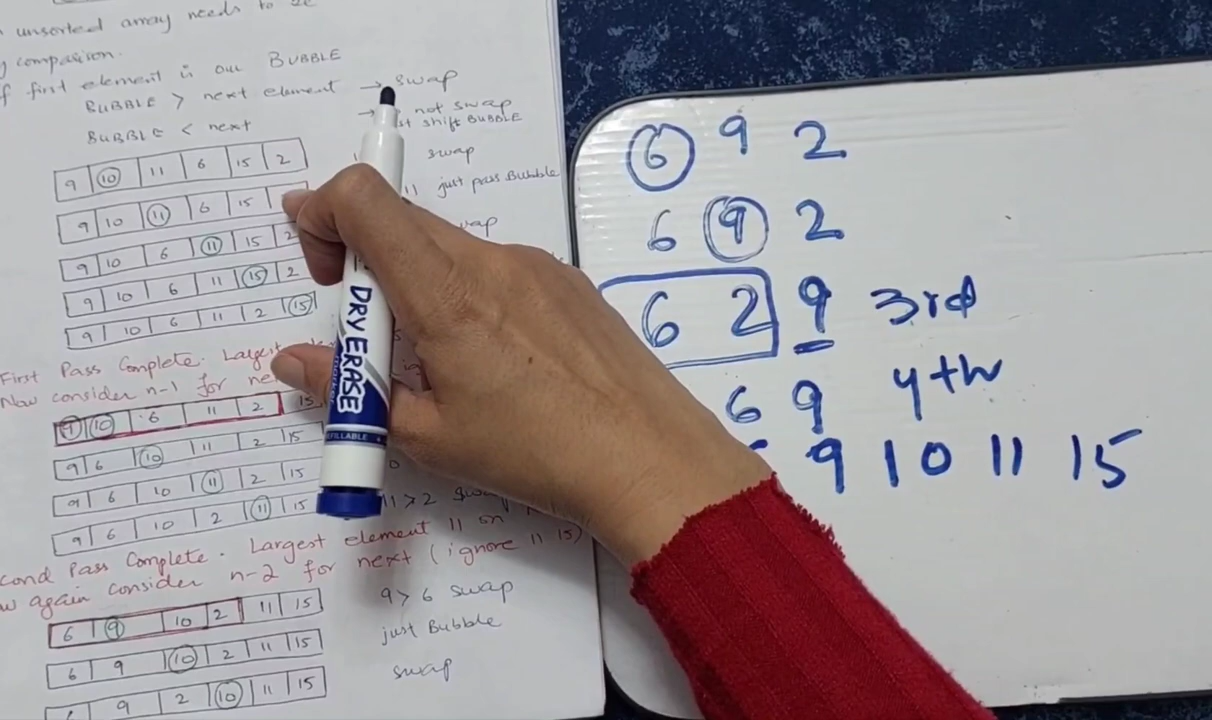 unsorted array needs to be
comparison.
first element is our BUBBLE
BUBBLE > next element → swap
BUBBLE < next → not swap
shift BUBBLE
9 10 11 6 15 2 swap
9 10 11 6 15 11 just pass Bubble
9 10 6 11 15 2
9 10 6 11 15 2
9 10 6 11 2 15
First Pass Complete. Largest
Now consider n-1 for
10 6 11 2 15
9 6 10 11 2 15
9 6 10 11 2 15
9 6 10 2 11 15 11 > 2
Pass Complete. Largest element 11 on
again consider n-2 for next (ignore 11 15)
6 9 10 2 11 15 9 > 6 swap
6 9 10 2 11 15 just Bubble
9 2 10 11 15 swap
DRY ERASE
6 9 2
6 9 2
6 2 9 3rd
6 9 4th
9 10 11 15